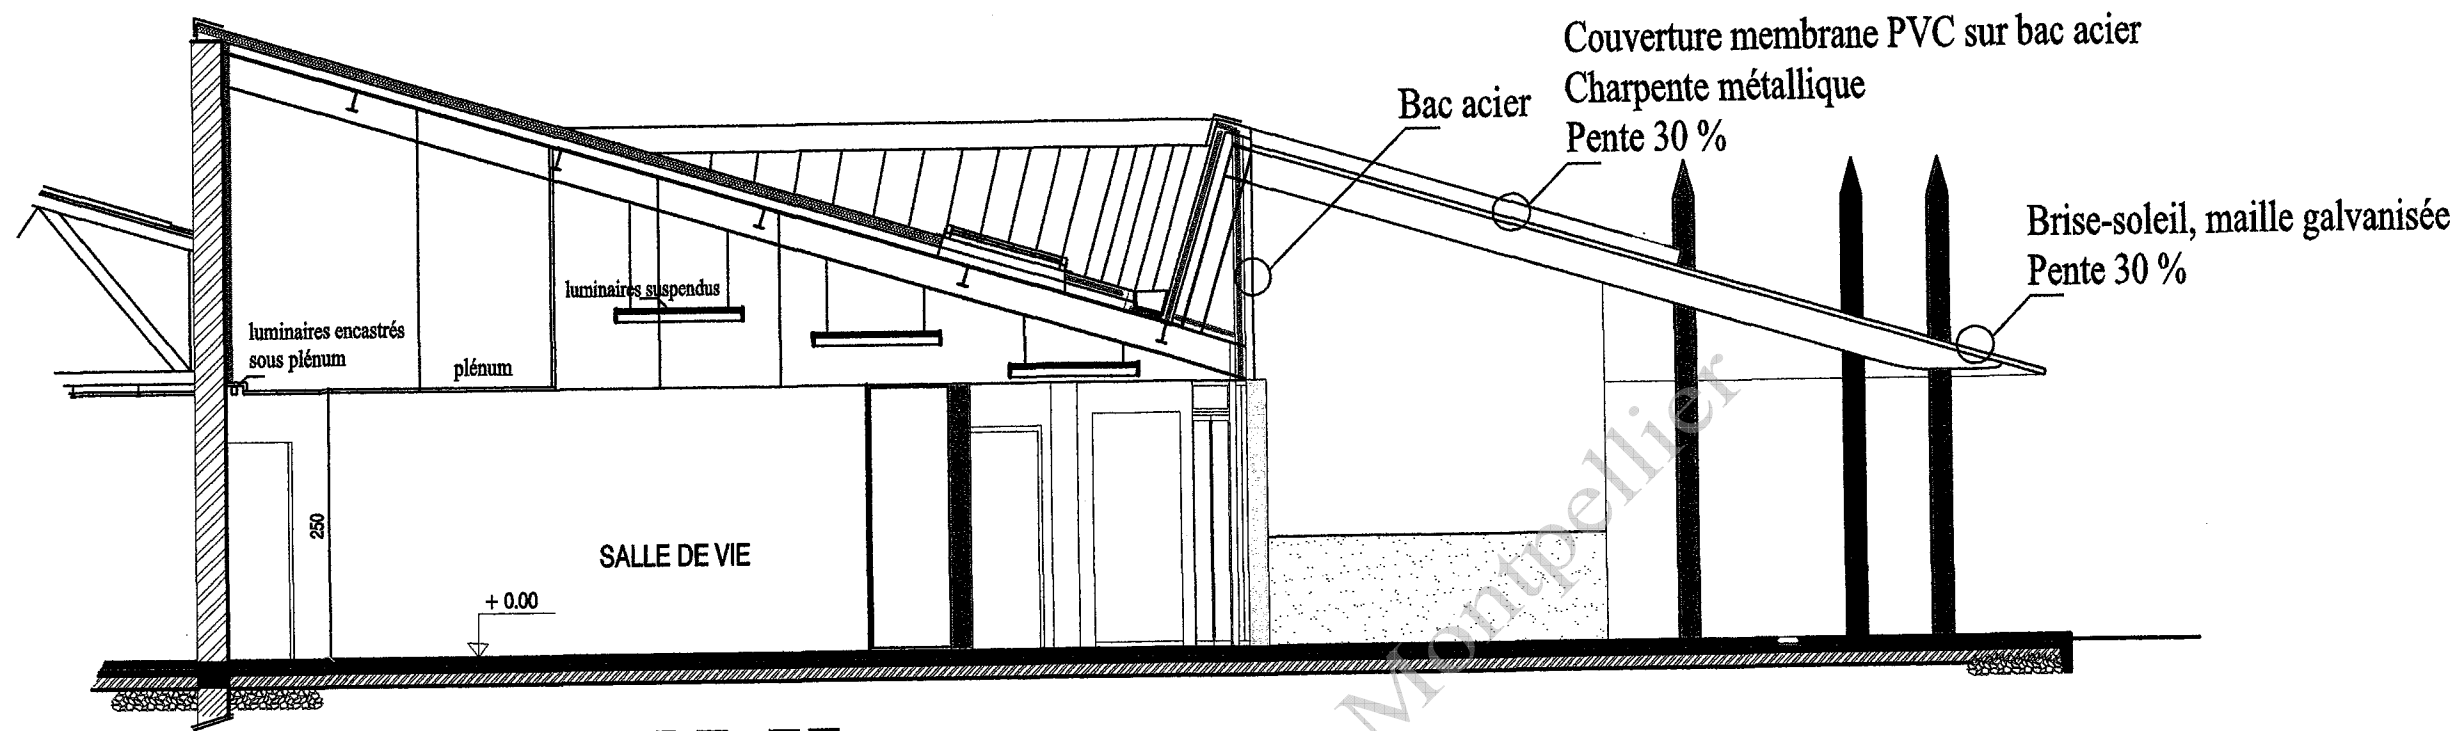 Couverture membrane PVC sur bac acier
Charpente métallique
Pente 30 %
Bac acier
Brise-soleil, maille galvanisée
Pente 30 %
luminaires suspendus
luminaires encastrés
sous plénum
plénum
250
SALLE DE VIE
+ 0.00
Montpellier